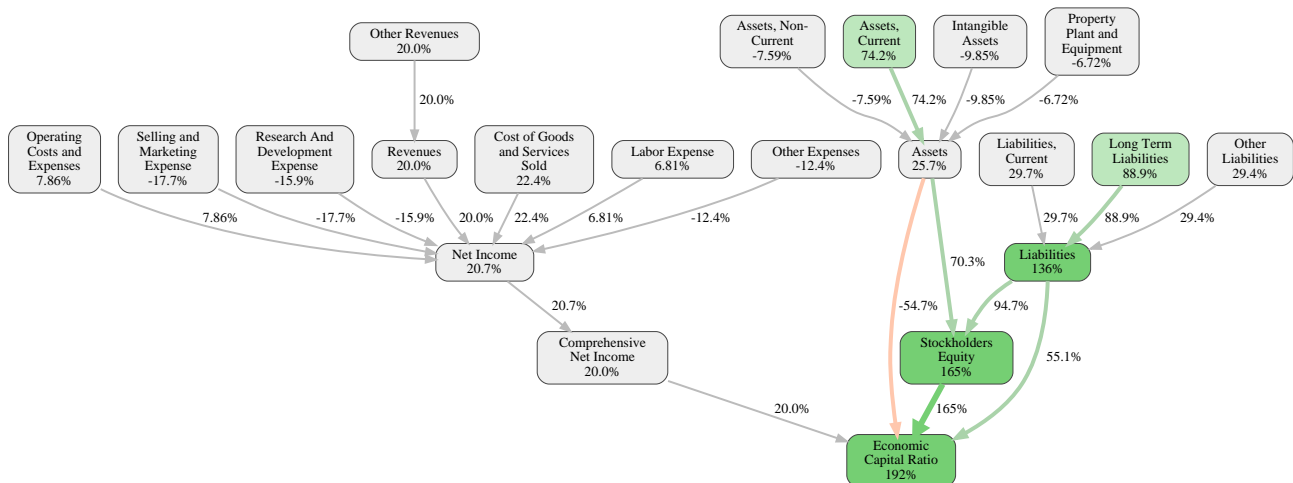 Other Revenues
20.0%
Assets, Non-
Current
-7.59%
Assets,
Current
74.2%
Intangible
Assets
-9.85%
Property
Plant and
Equipment
-6.72%
20.0%
-7.59%
74.2%
-9.85%
-6.72%
Operating
Costs and
Expenses
7.86%
Selling and
Marketing
Expense
-17.7%
Research And
Development
Expense
-15.9%
Revenues
20.0%
Cost of Goods
and Services
Sold
22.4%
Labor Expense
6.81%
Other Expenses
-12.4%
Assets
25.7%
Liabilities,
Current
29.7%
Long Term
Liabilities
88.9%
Other
Liabilities
29.4%
7.86%
-17.7%
-15.9%
20.0%
22.4%
6.81%
-12.4%
29.7%
88.9%
29.4%
Net Income
20.7%
70.3%
Liabilities
136%
20.7%
-54.7%
94.7%
Comprehensive
Net Income
20.0%
Stockholders
Equity
165%
55.1%
20.0%
165%
Economic
Capital Ratio
192%